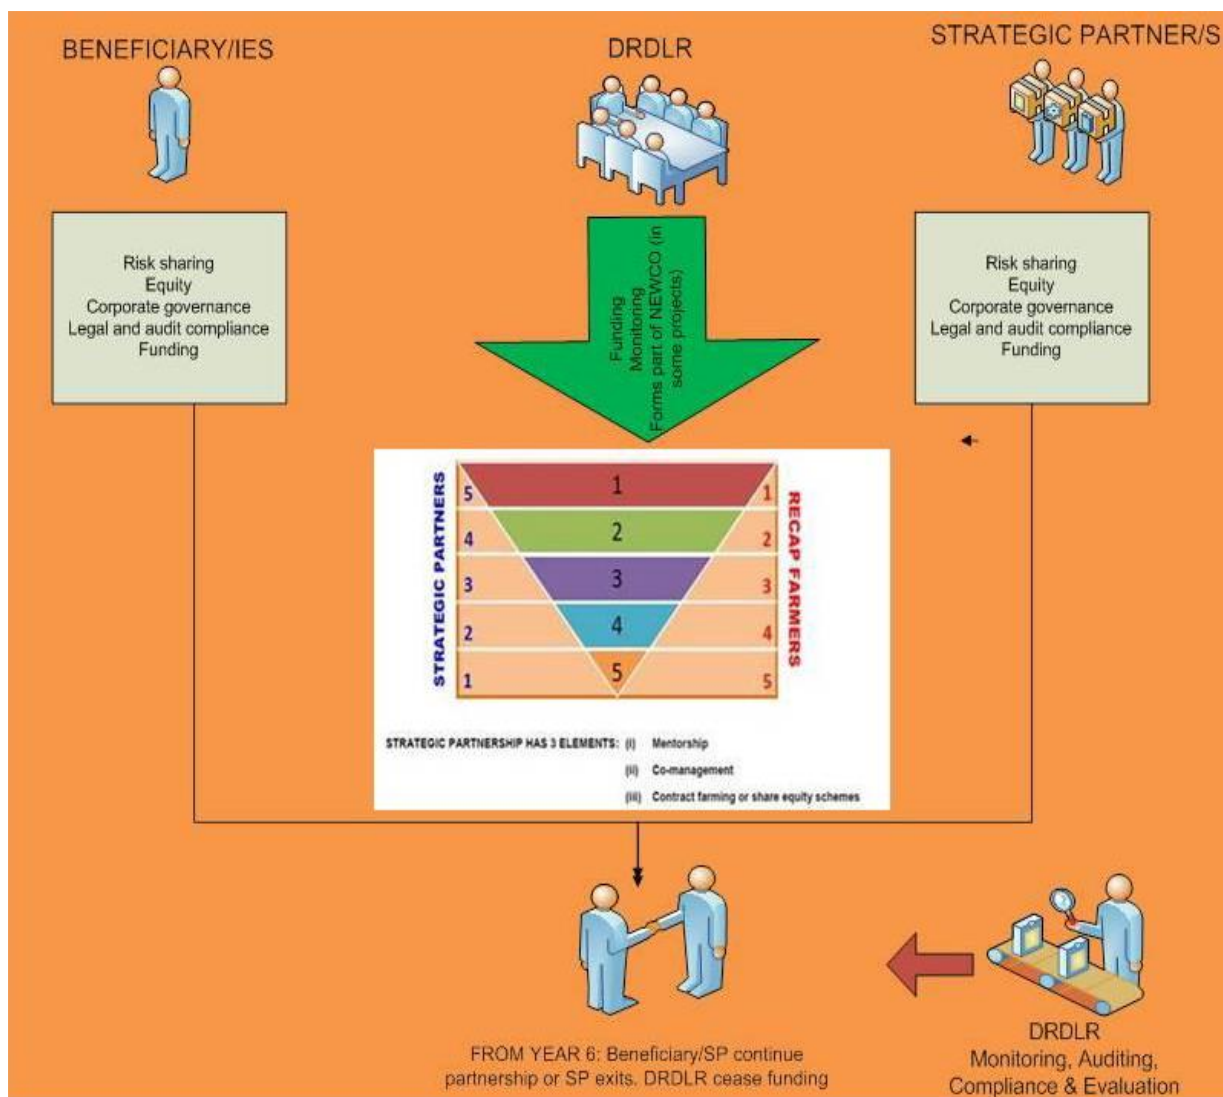 BENEFICIARY/IES
DRDLR
STRATEGIC PARTNER/S
Risk sharing
Equity
Corporate governance
Legal and audit compliance
Funding
Funding
Monitoring
Forms part of NEWCO (in
some projects)
Risk sharing
Equity
Corporate governance
Legal and audit compliance
Funding
STRATEGIC PARTNERS
5 1 1
4 2 2
3 3 3
2 4 4
1 5 5
RECAP FARMERS
STRATEGIC PARTNERSHIP HAS 3 ELEMENTS: (i) Mentorship
(ii) Co-management
(iii) Contract farming or share equity schemes
FROM YEAR 6: Beneficiary/SP continue
partnership or SP exits. DRDLR cease funding
DRDLR
Monitoring, Auditing,
Compliance & Evaluation